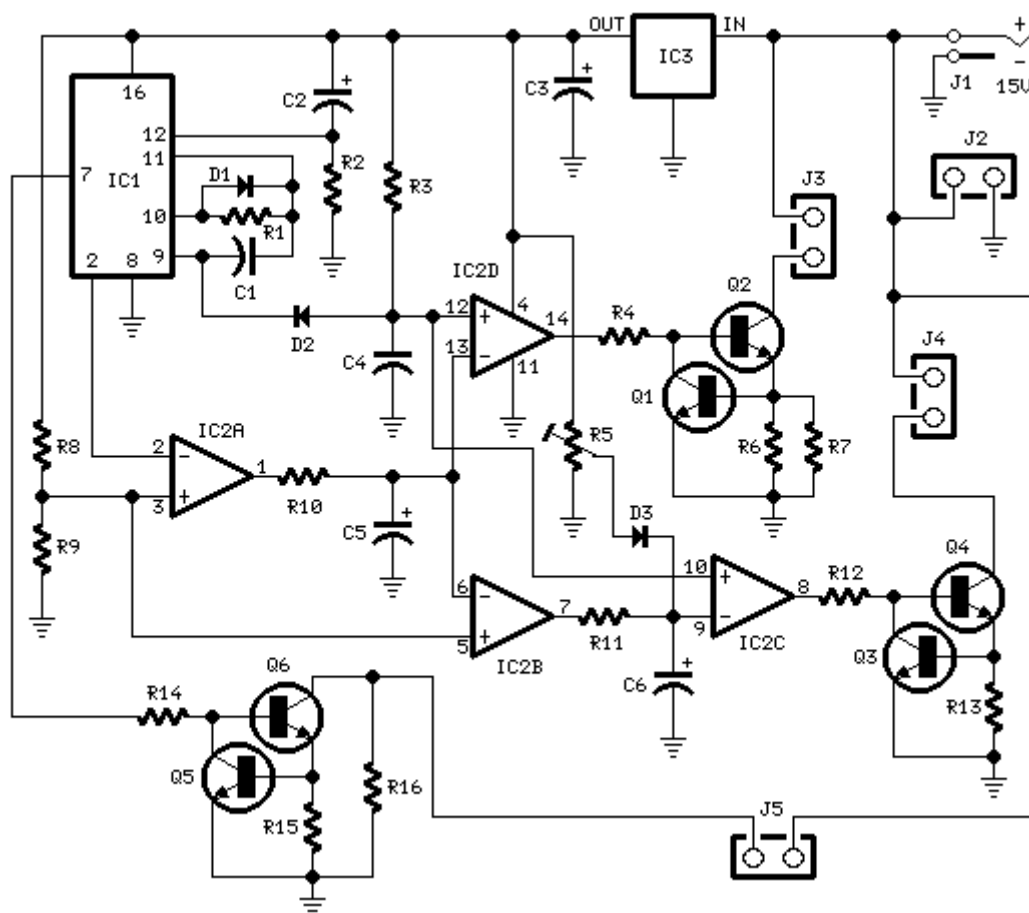 OUT IN
IC3
+
-
J1 15V
16
C2 +
C3 +
12
11
7 IC1
D1
R2
R3
J2
J3
10 R1
9
2 8
C1
D2
IC2D
12 +
13 -
4
14
11
R4
Q2
J4
C4
Q1
R5
R6 R7
IC2A
R8
2 -
3 +
1
R10
R9
C5 +
D3
Q4
10 +
9 -
8
R12
6 -
5 +
7
R11
IC2C
IC2B
Q3
Q6
C6 +
R14
R13
Q5
R16
R15
J5